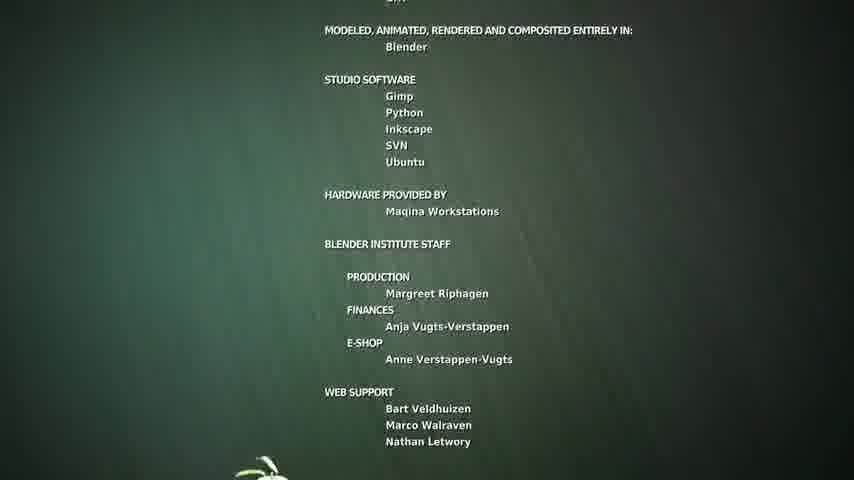 MODELED, ANIMATED, RENDERED AND COMPOSITED ENTIRELY IN:
Blender
STUDIO SOFTWARE
Gimp
Python
Inkscape
SVN
Ubuntu
HARDWARE PROVIDED BY
Maqina Workstations
BLENDER INSTITUTE STAFF
PRODUCTION
Margreet Riphagen
FINANCES
Anja Vugts-Verstappen
E-SHOP
Anne Verstappen-Vugts
WEB SUPPORT
Bart Veldhuizen
Marco Walraven
Nathan Letwory